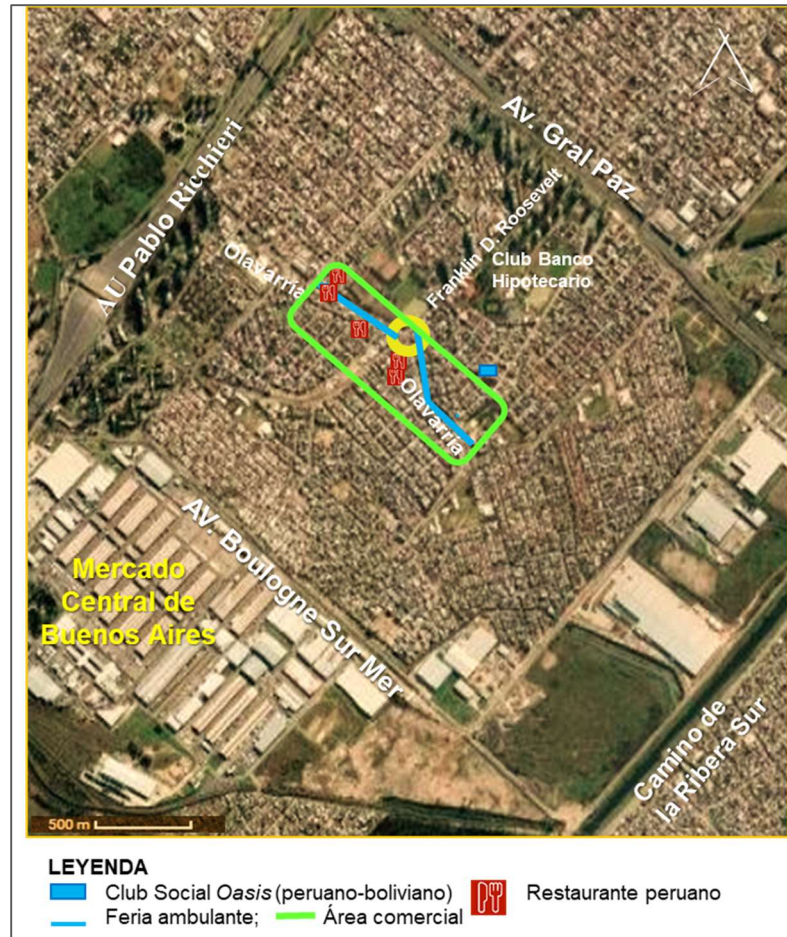 Av. Gral Paz
AU Pablo Ricchieri
Franklin D. Roosevelt
Club Banco
Hipotecario
Olavarría
Olavarría
AV. Boulogne Sur Mer
Mercado
Central de
Buenos Aires
Camino de
la Ribera Sur
500 m
LEYENDA
Club Social Oasis (peruano-boliviano)
Restaurante peruano
Feria ambulante;
Área comercial